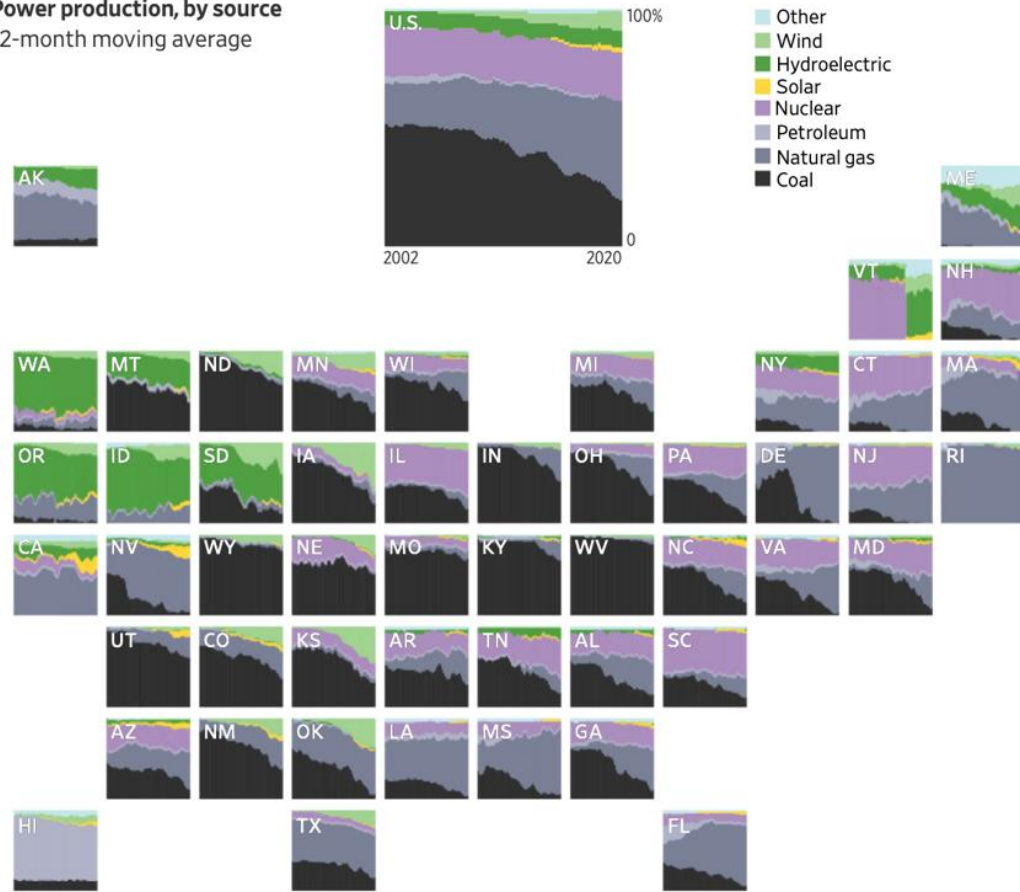 Power production, by source
2-month moving average
U.S.
100%
0
2002 2020
Other
Wind
Hydroelectric
Solar
Nuclear
Petroleum
Natural gas
Coal
AK ME
VT NH
WA MT ND MN WI MI NY CT MA
OR ID SD IA IL IN OH PA DE NJ RI
CA NV WY NE MO KY WV NC VA MD
UT CO KS AR TN AL SC
AZ NM OK LA MS GA
HI TX FL